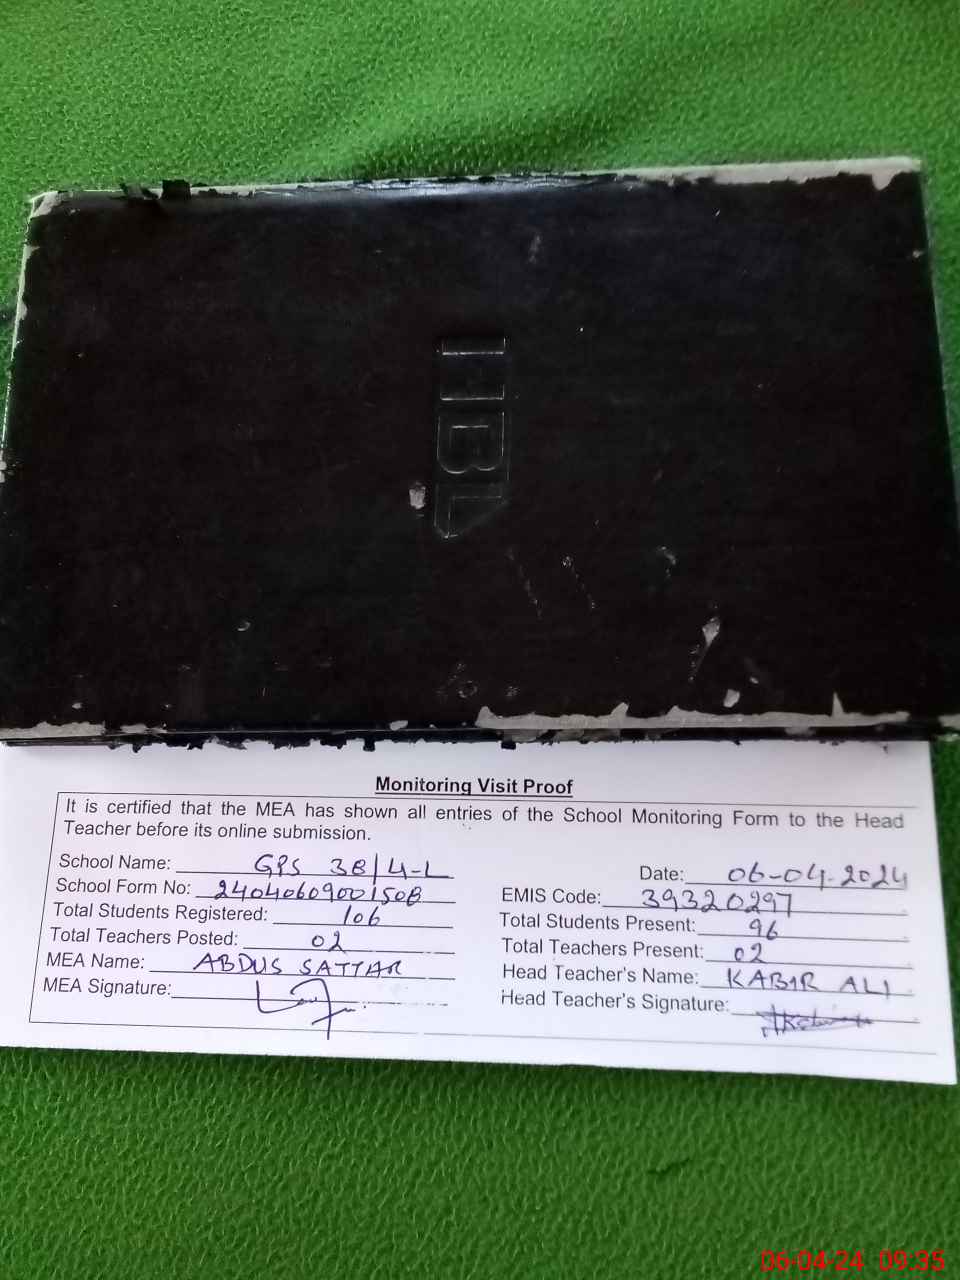 HBL
Monitoring Visit Proof
It is certified that the MEA has shown all entries of the School Monitoring Form to the Head
Teacher before its online submission.
School Name: GPS 3B/4-L
Date: 06-04-2024
School Form No: 2404060900150B
EMIS Code: 39320297
Total Students Registered: 106
Total Students Present: 96
Total Teachers Posted: 02
Total Teachers Present: 02
MEA Name: ABDUS SATTAR
Head Teacher's Name: KABIR ALI
MEA Signature:
Head Teacher's Signature:
06-04-24 09:35